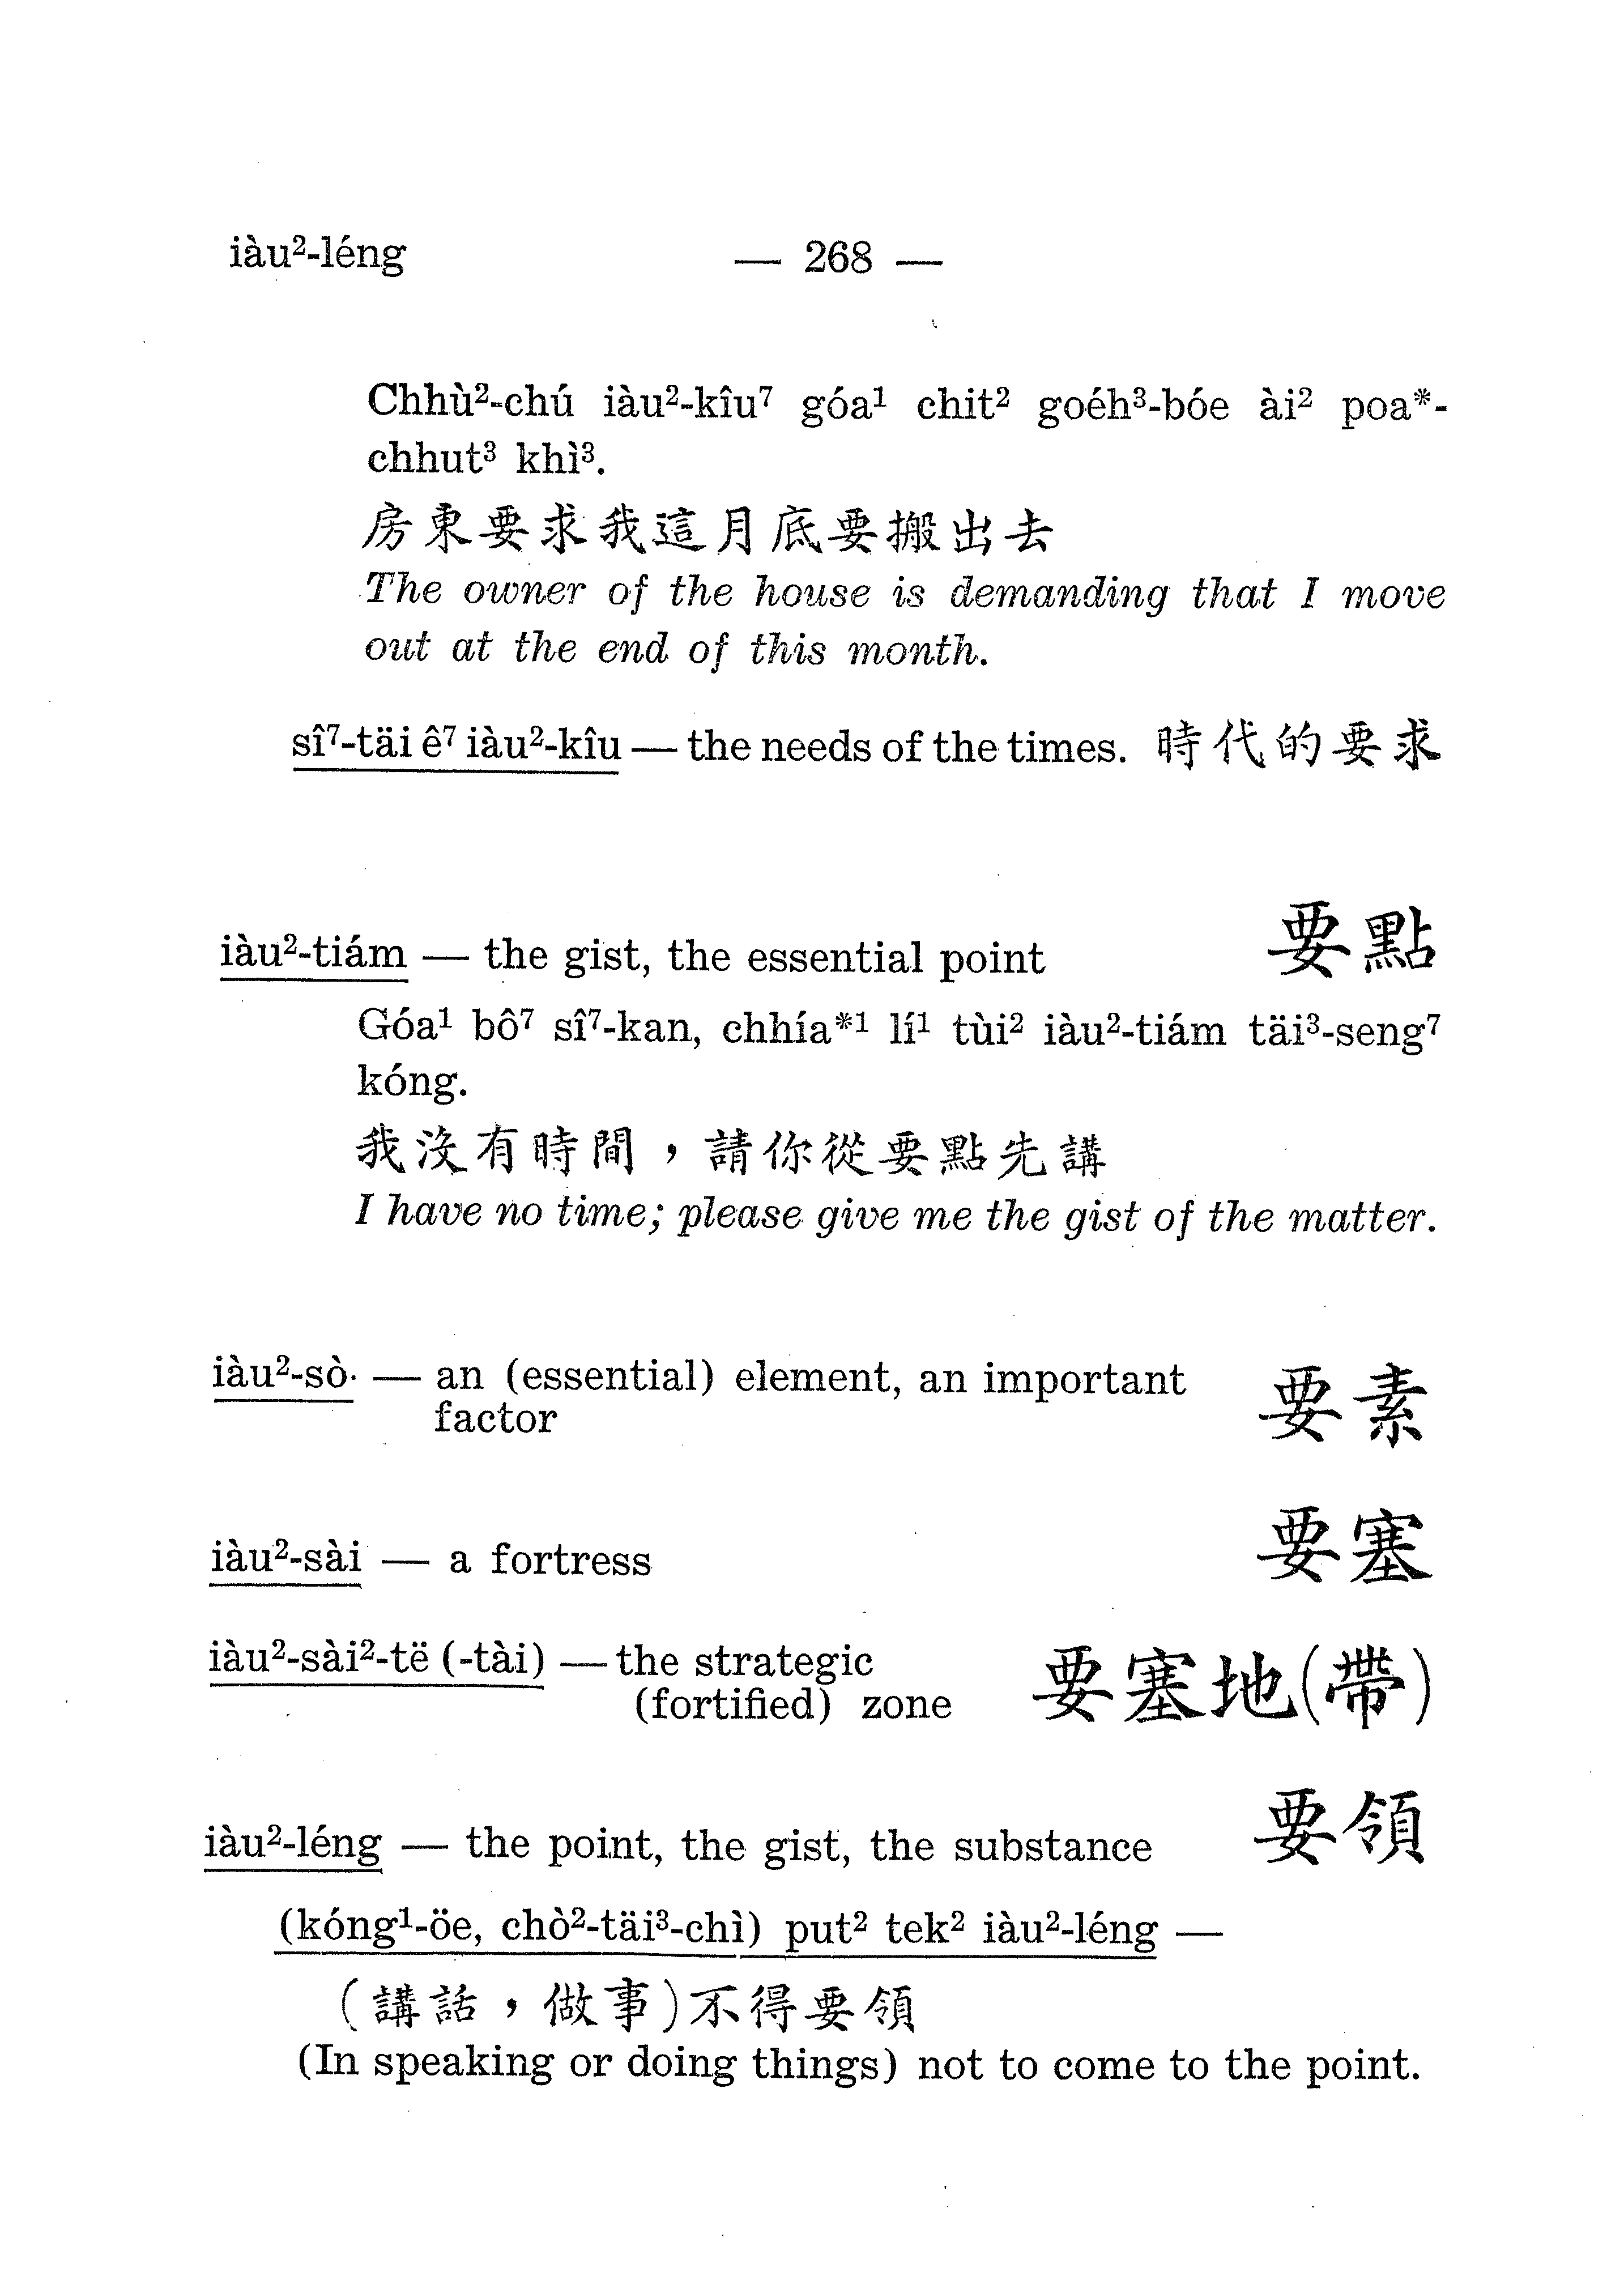 iàu²-léng — 268 —
Chhù²-chú iàu²-kîu⁷ góa¹ chit² goéh³-bóe ài² poa*-
chhut³ khì³.
房東要求我這月底要搬出去
The owner of the house is demanding that I move
out at the end of this month.
sî⁷-täi ê⁷ iàu²-kîu — the needs of the times. 時代的要求
iàu²-tiám — the gist, the essential point 要點
Góa¹ bô⁷ sî⁷-kan, chhía*¹ lí¹ tùi² iàu²-tiám täi³-seng⁷
kóng.
我沒有時間，請你從要點先講
I have no time; please give me the gist of the matter.
iàu²-sò· — an (essential) element, an important
factor 要素
iàu²-sài — a fortress 要塞
iàu²-sài²-të (-tài) — the strategic
(fortified) zone 要塞地(帶)
iàu²-léng — the point, the gist, the substance 要領
(kóng¹-öe, chò²-täi³-chì) put² tek² iàu²-léng —
(講話，做事)不得要領
(In speaking or doing things) not to come to the point.